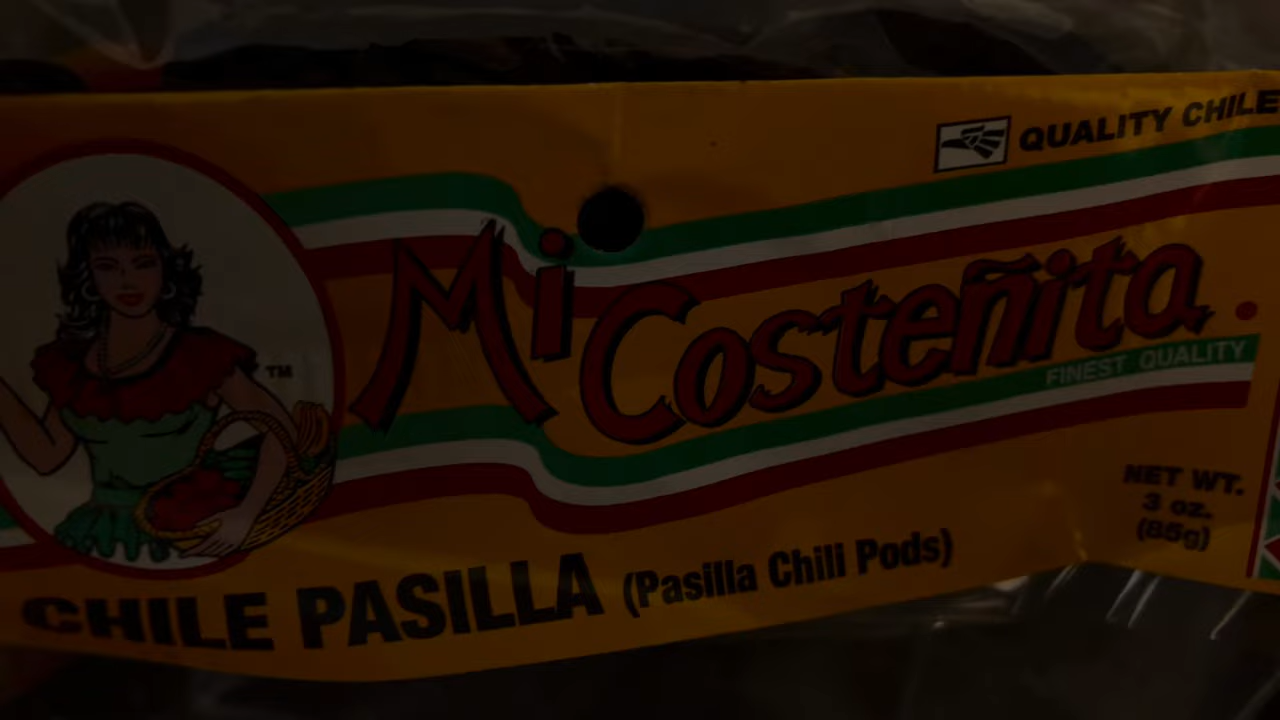 QUALITY CHILE
Mi Costeñita
TM
FINEST QUALITY
NET WT.
3 oz.
(85g)
CHILE PASILLA (Pasilla Chili Pods)